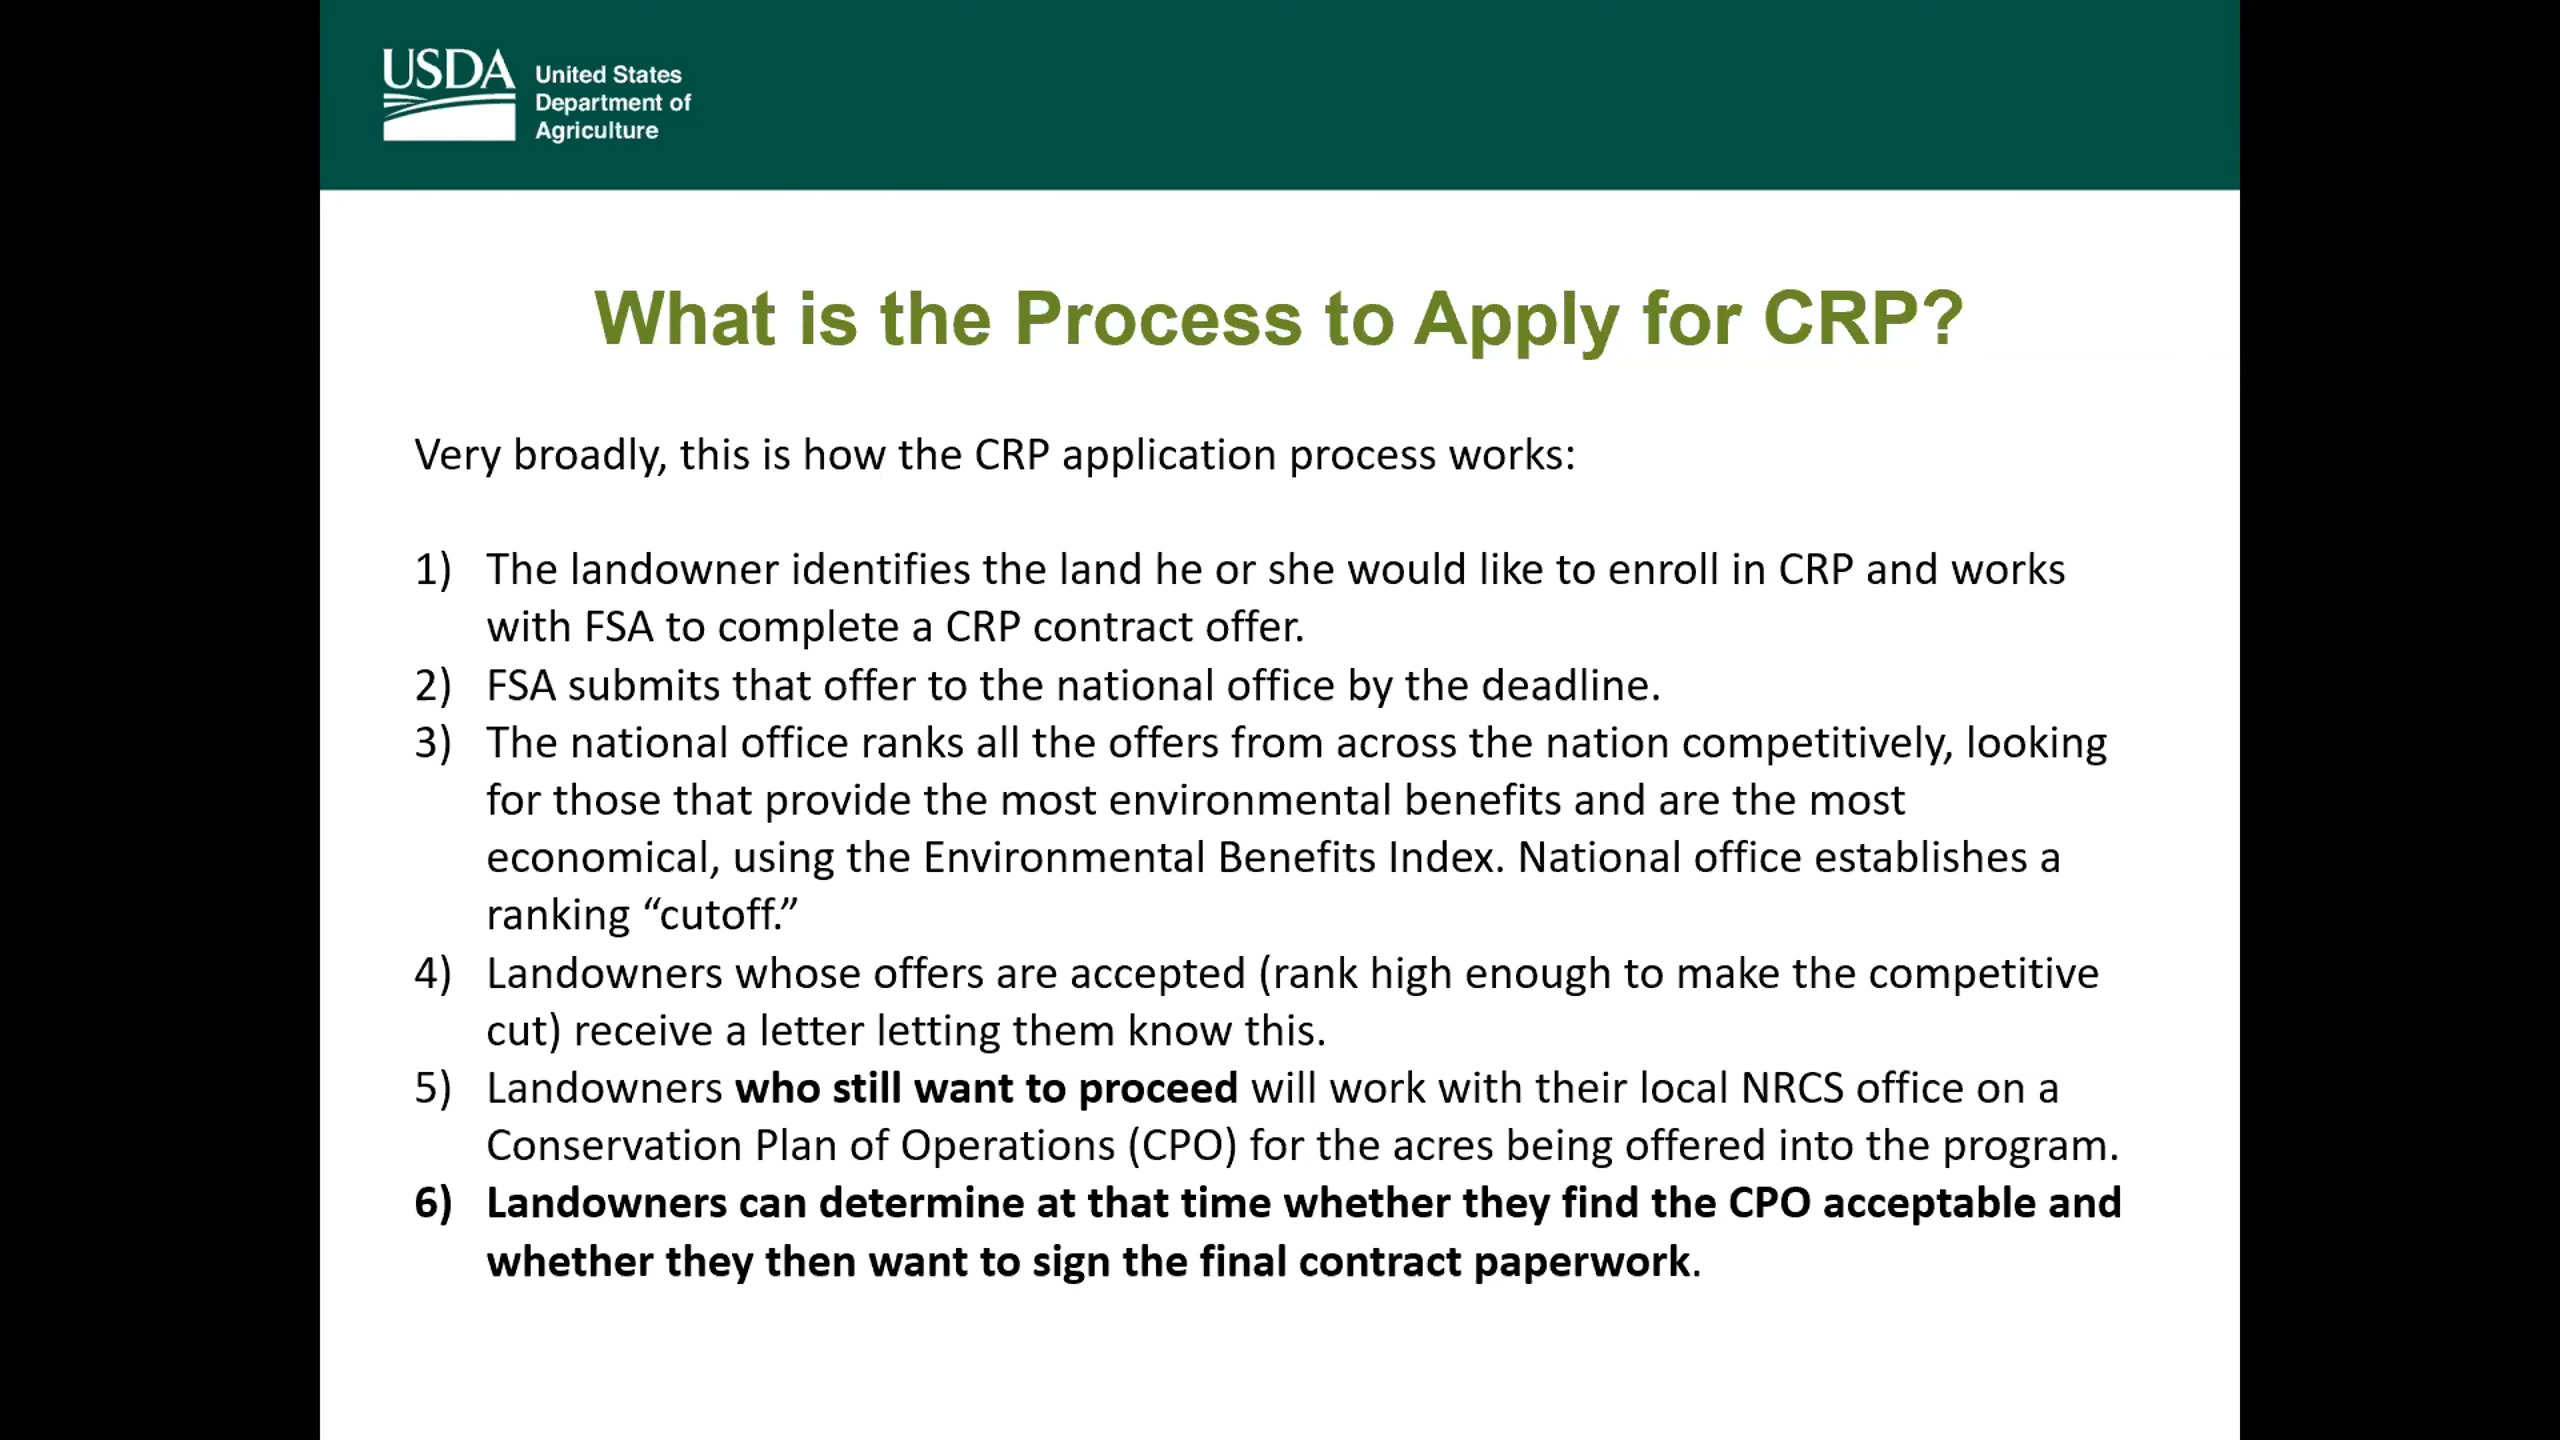 USDA
United States
Department of
Agriculture
What is the Process to Apply for CRP?
Very broadly, this is how the CRP application process works:
1) The landowner identifies the land he or she would like to enroll in CRP and works
with FSA to complete a CRP contract offer.
2) FSA submits that offer to the national office by the deadline.
3) The national office ranks all the offers from across the nation competitively, looking
for those that provide the most environmental benefits and are the most
economical, using the Environmental Benefits Index. National office establishes a
ranking “cutoff.”
4) Landowners whose offers are accepted (rank high enough to make the competitive
cut) receive a letter letting them know this.
5) Landowners who still want to proceed will work with their local NRCS office on a
Conservation Plan of Operations (CPO) for the acres being offered into the program.
6) Landowners can determine at that time whether they find the CPO acceptable and
whether they then want to sign the final contract paperwork.